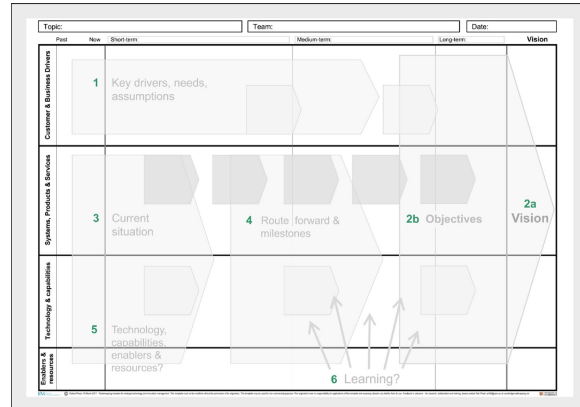 Topic:
Team:
Date:
Past
Now
Short-term:
Medium-term:
Long-term:
Vision
Customer & Business Drivers
1 Key drivers, needs,
assumptions
Systems, Products & Services
3 Current
situation
4 Route forward &
milestones
2b Objectives
2a
Vision
Technology & capabilities
5 Technology,
capabilities,
enablers &
resources?
Enablers &
resources
6 Learning?